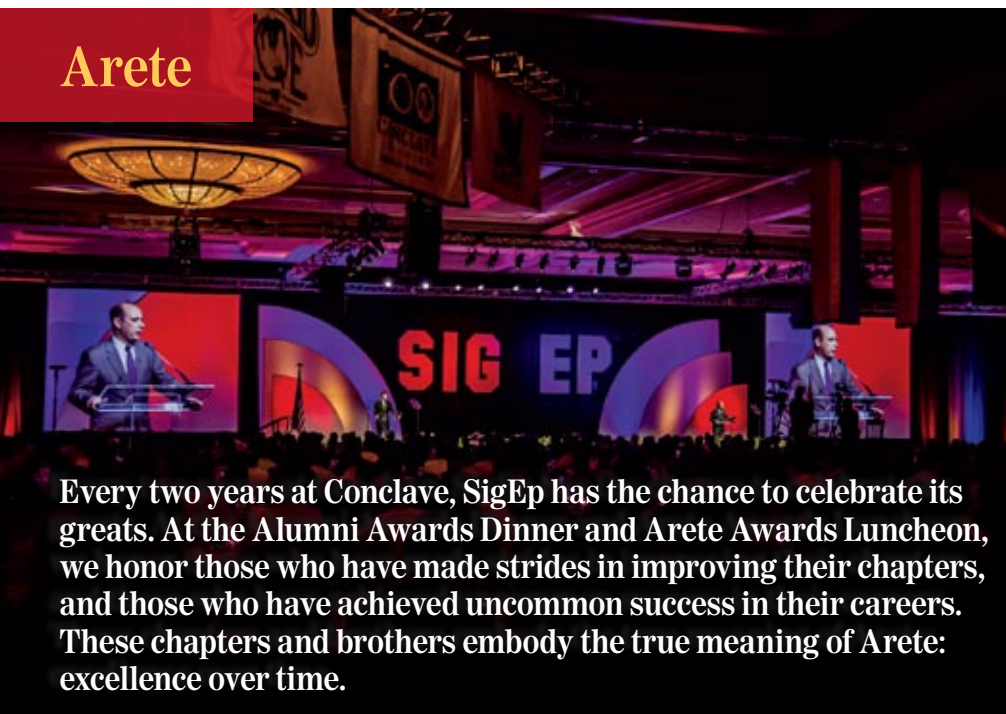 Arete
CONCLAVE
SIG EP
Every two years at Conclave, SigEp has the chance to celebrate its
greats. At the Alumni Awards Dinner and Arete Awards Luncheon,
we honor those who have made strides in improving their chapters,
and those who have achieved uncommon success in their careers.
These chapters and brothers embody the true meaning of Arete:
excellence over time.